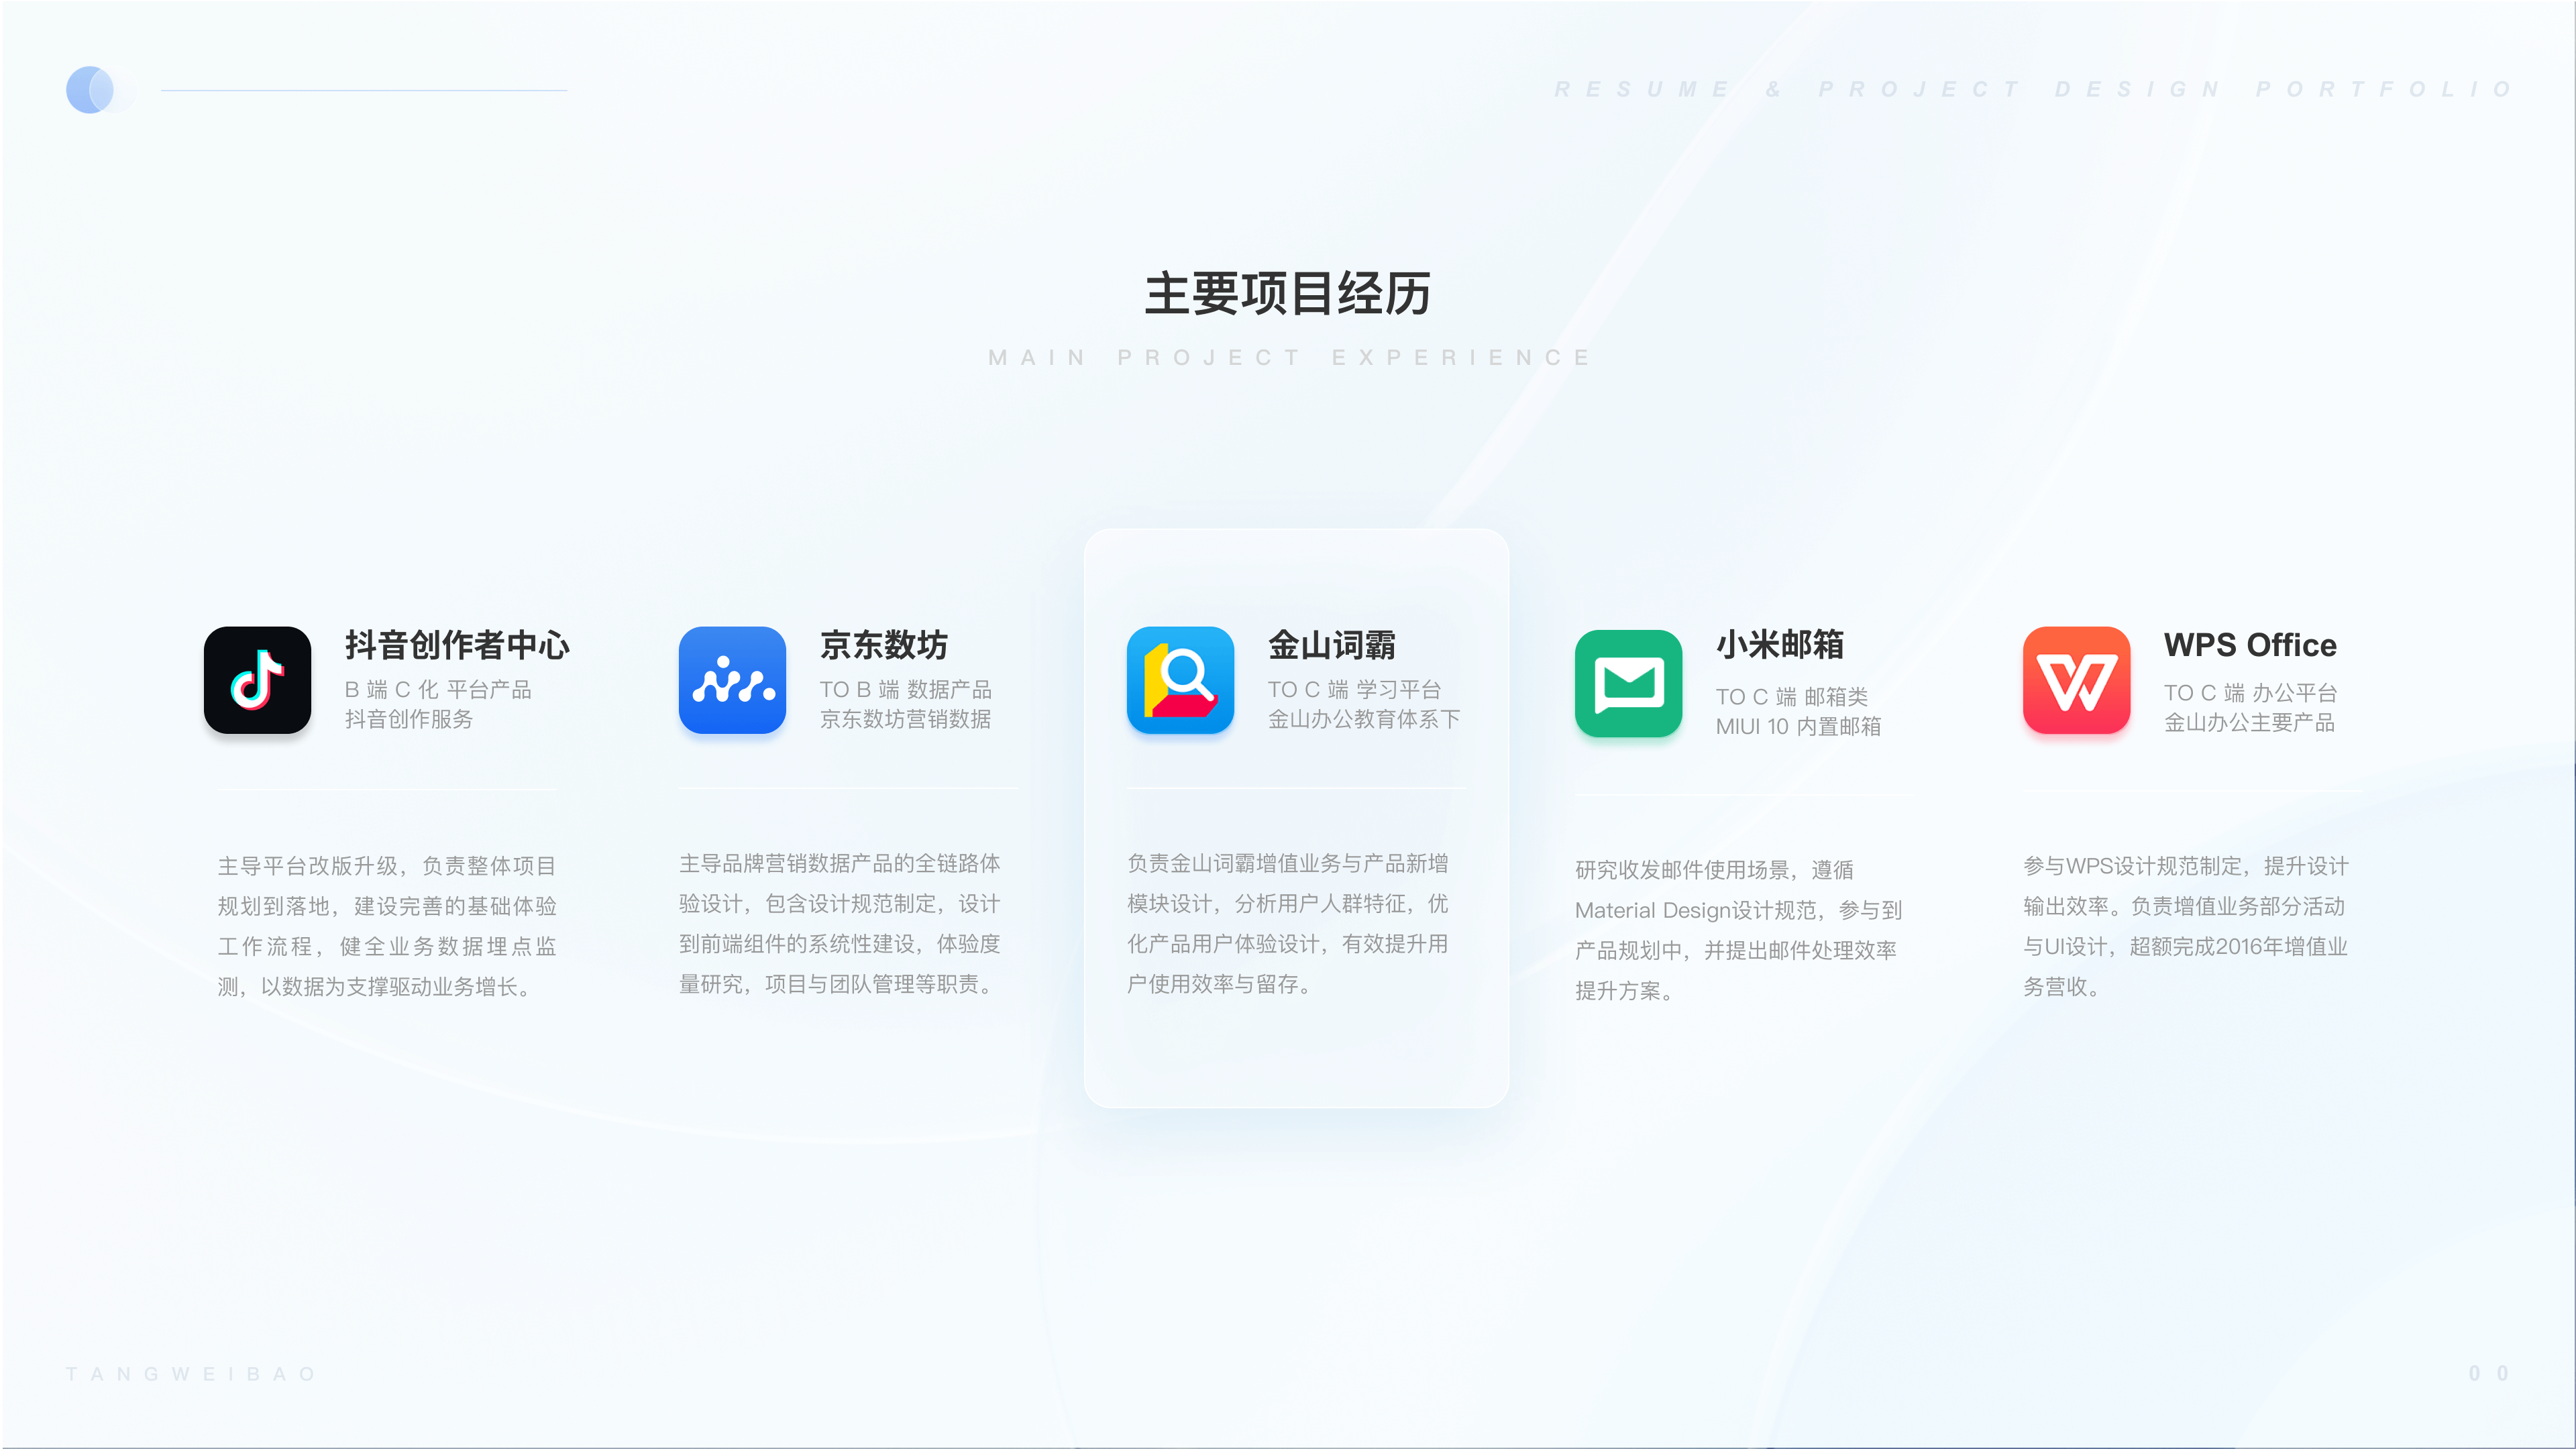 RESUME & PROJECT DESIGN PORTFOLIO
主要项目经历
MAIN PROJECT EXPERIENCE
抖音创作者中心
B 端 C 化 平台产品
抖音创作服务
主导平台改版升级，负责整体项目
规划到落地，建设完善的基础体验
工作流程，健全业务数据埋点监
测，以数据为支撑驱动业务增长。
京东数坊
TO B 端 数据产品
京东数坊营销数据
主导品牌营销数据产品的全链路体
验设计，包含设计规范制定，设计
到前端组件的系统性建设，体验度
量研究，项目与团队管理等职责。
金山词霸
TO C 端 学习平台
金山办公教育体系下
负责金山词霸增值业务与产品新增
模块设计，分析用户人群特征，优
化产品用户体验设计，有效提升用
户使用效率与留存。
小米邮箱
TO C 端 邮箱类
MIUI 10 内置邮箱
研究收发邮件使用场景，遵循
Material Design设计规范，参与到
产品规划中，并提出邮件处理效率
提升方案。
WPS Office
TO C 端 办公平台
金山办公主要产品
参与WPS设计规范制定，提升设计
输出效率。负责增值业务部分活动
与UI设计，超额完成2016年增值业
务营收。
TANGWEIBAO
00